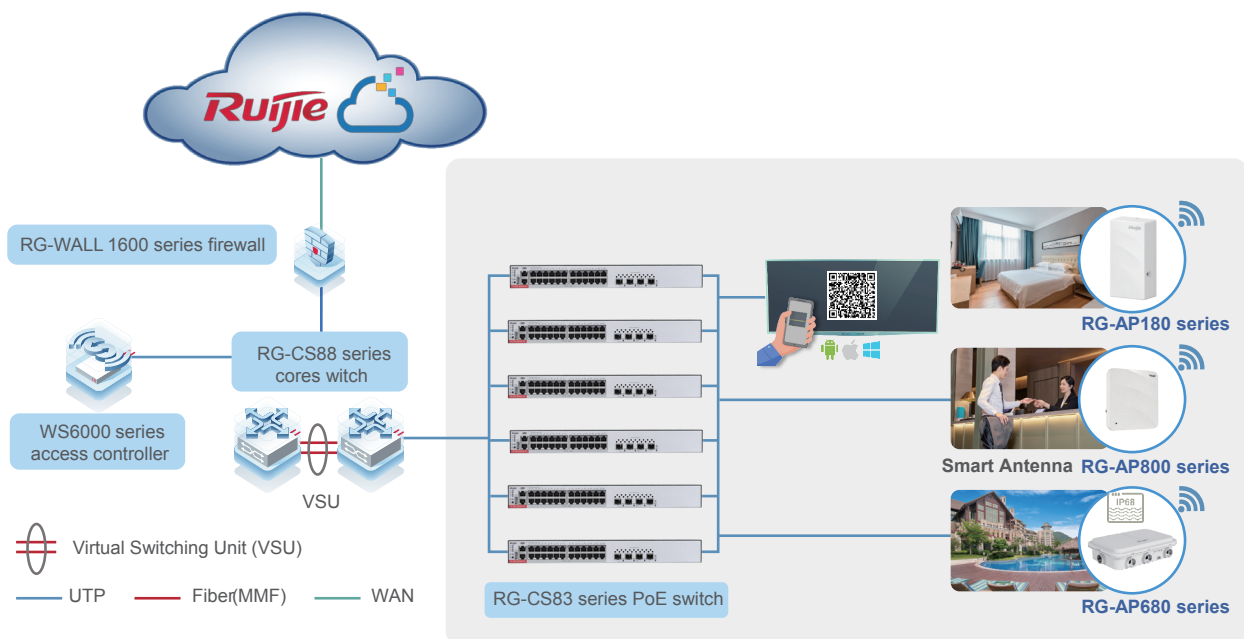 Ruijie
RG-WALL 1600 series firewall
RG-CS88 series
cores witch
WS6000 series
access controller
VSU
Virtual Switching Unit (VSU)
UTP
Fiber(MMF)
WAN
RG-CS83 series PoE switch
RG-AP180 series
Smart Antenna
RG-AP800 series
IP68
RG-AP680 series